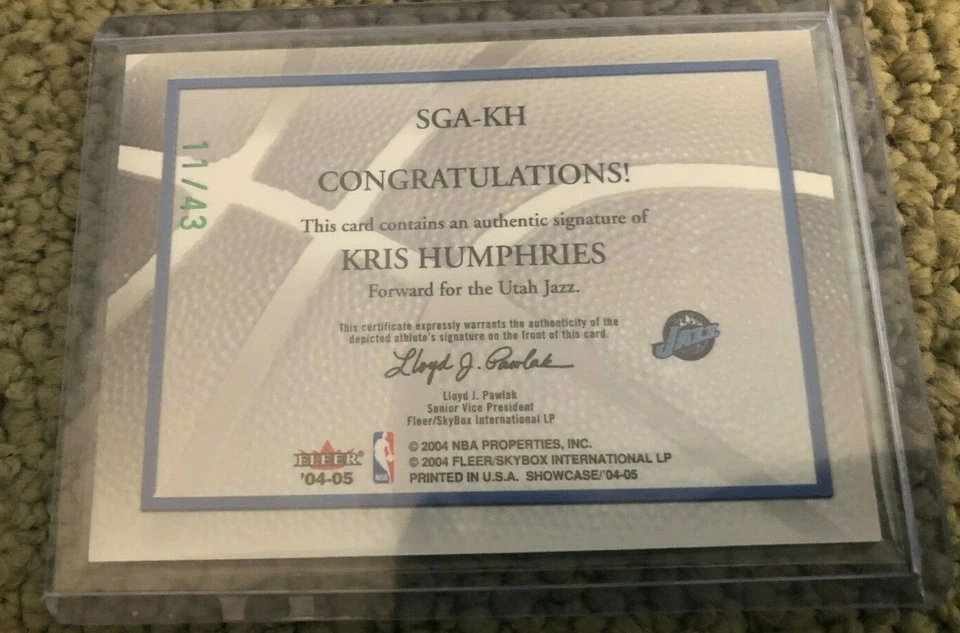 SGA-KH
11/43
CONGRATULATIONS!
This card contains an authentic signature of
KRIS HUMPHRIES
Forward for the Utah Jazz.
This certificate expressly warrants the authenticity of the
depicted athlete's signature on the front of this card.
JAZZ
Lloyd J. Pawlak
Lloyd J. Pawlak
Senior Vice President
Fleer/SkyBox International LP
FLEER®
'04-05
© 2004 NBA PROPERTIES, INC.
© 2004 FLEER/SKYBOX INTERNATIONAL LP
PRINTED IN U.S.A. SHOWCASE/'04-05